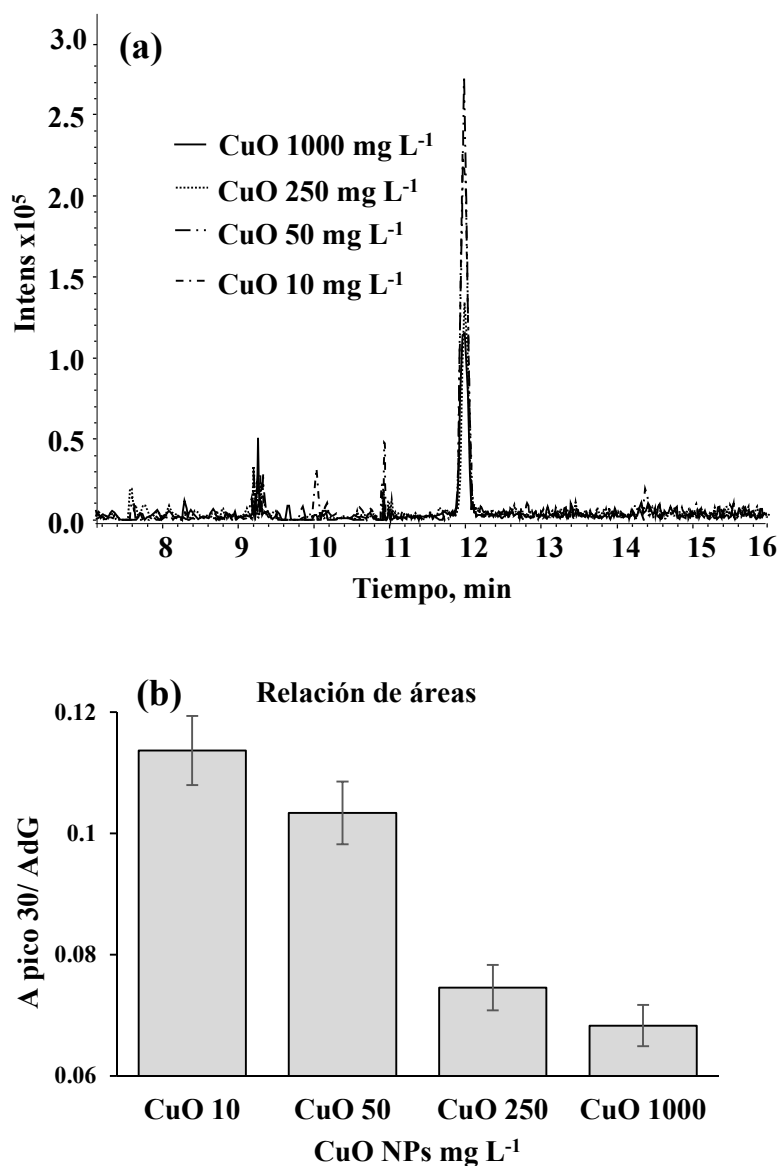 (a)
3.0
2.5
2.0
1.5
1.0
0.5
0.0
Intens x10⁵
CuO 1000 mg L⁻¹
CuO 250 mg L⁻¹
CuO 50 mg L⁻¹
CuO 10 mg L⁻¹
8 9 10 11 12 13 14 15 16
Tiempo, min
(b) Relación de áreas
0.12
0.1
0.08
0.06
A pico 30/ AdG
CuO 10 CuO 50 CuO 250 CuO 1000
CuO NPs mg L⁻¹